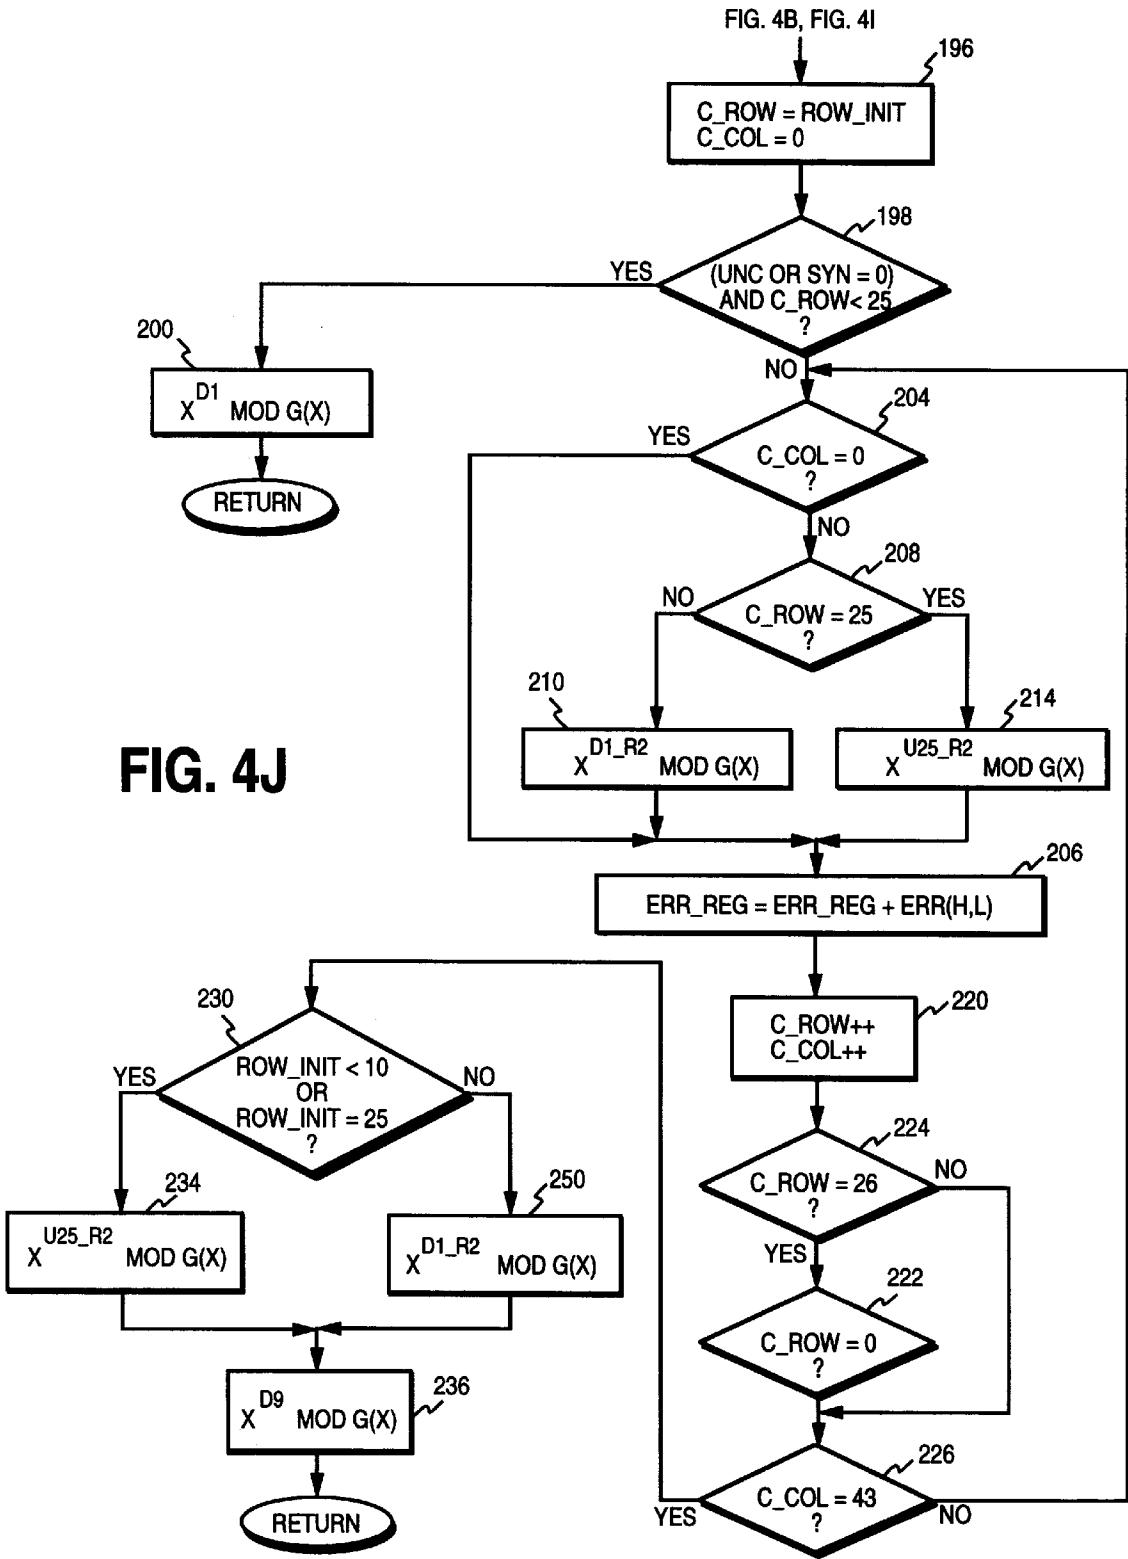 FIG. 4B, FIG. 4I
196
C_ROW = ROW_INIT
C_COL = 0
198
YES
(UNC OR SYN = 0)
AND C_ROW < 25
?
200
NO
X^D1 MOD G(X)
204
YES
C_COL = 0
?
RETURN
NO
208
NO
YES
C_ROW = 25
?
210
214
FIG. 4J
X^D1_R2 MOD G(X)
X^U25_R2 MOD G(X)
206
ERR_REG = ERR_REG + ERR(H,L)
230
220
C_ROW++
C_COL++
ROW_INIT < 10
YES
NO
OR
ROW_INIT = 25
?
224
NO
234
250
C_ROW = 26
?
X^U25_R2 MOD G(X)
X^D1_R2 MOD G(X)
YES
222
C_ROW = 0
?
236
X^D9 MOD G(X)
226
C_COL = 43
?
YES
NO
RETURN